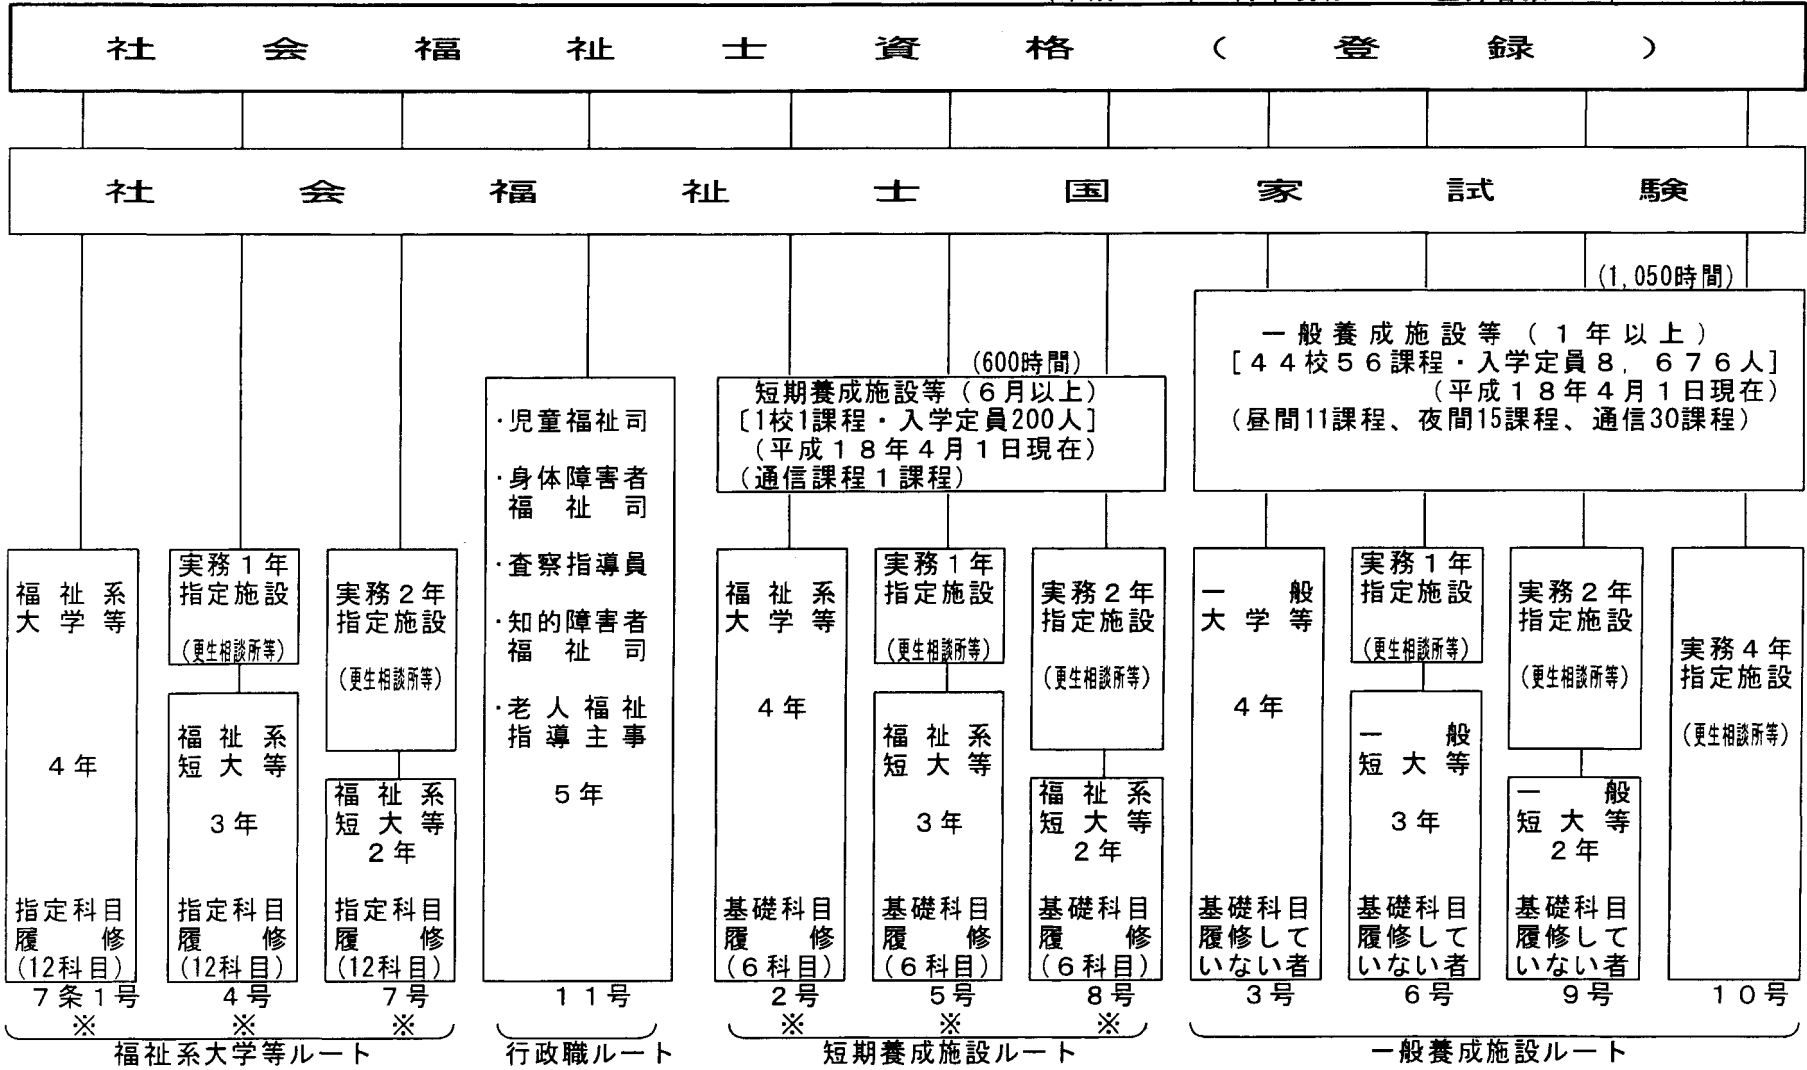 社会福祉士資格(登録)
社会福祉士国家試験
(1,050時間)
一般養成施設等(1年以上)
[44校56課程・入学定員8,676人]
(平成18年4月1日現在)
(昼間11課程、夜間15課程、通信30課程)
(600時間)
短期養成施設等(6月以上)
[1校1課程・入学定員200人]
(平成18年4月1日現在)
(通信課程1課程)
福祉系
大学等
4年
指定科目
履修
(12科目)
7条1号
※
実務1年
指定施設
(更生相談所等)
福祉系
短大等
3年
指定科目
履修
(12科目)
4号
※
実務2年
指定施設
(更生相談所等)
福祉系
短大等
2年
指定科目
履修
(12科目)
7号
※
福祉系大学等ルート
・児童福祉司
・身体障害者
福祉司
・査察指導員
・知的障害者
福祉司
・老人福祉
指導主事
5年
11号
行政職ルート
福祉系
大学等
4年
基礎科目
履修
(6科目)
2号
※
実務1年
指定施設
(更生相談所等)
福祉系
短大等
3年
基礎科目
履修
(6科目)
5号
※
実務2年
指定施設
(更生相談所等)
福祉系
短大等
2年
基礎科目
履修
(6科目)
8号
※
短期養成施設ルート
一般
大学等
4年
基礎科目
履修して
いない者
3号
実務1年
指定施設
(更生相談所等)
一般
短大等
3年
基礎科目
履修して
いない者
6号
実務2年
指定施設
(更生相談所等)
一般
短大等
2年
基礎科目
履修して
いない者
9号
実務4年
指定施設
(更生相談所等)
10号
一般養成施設ルート